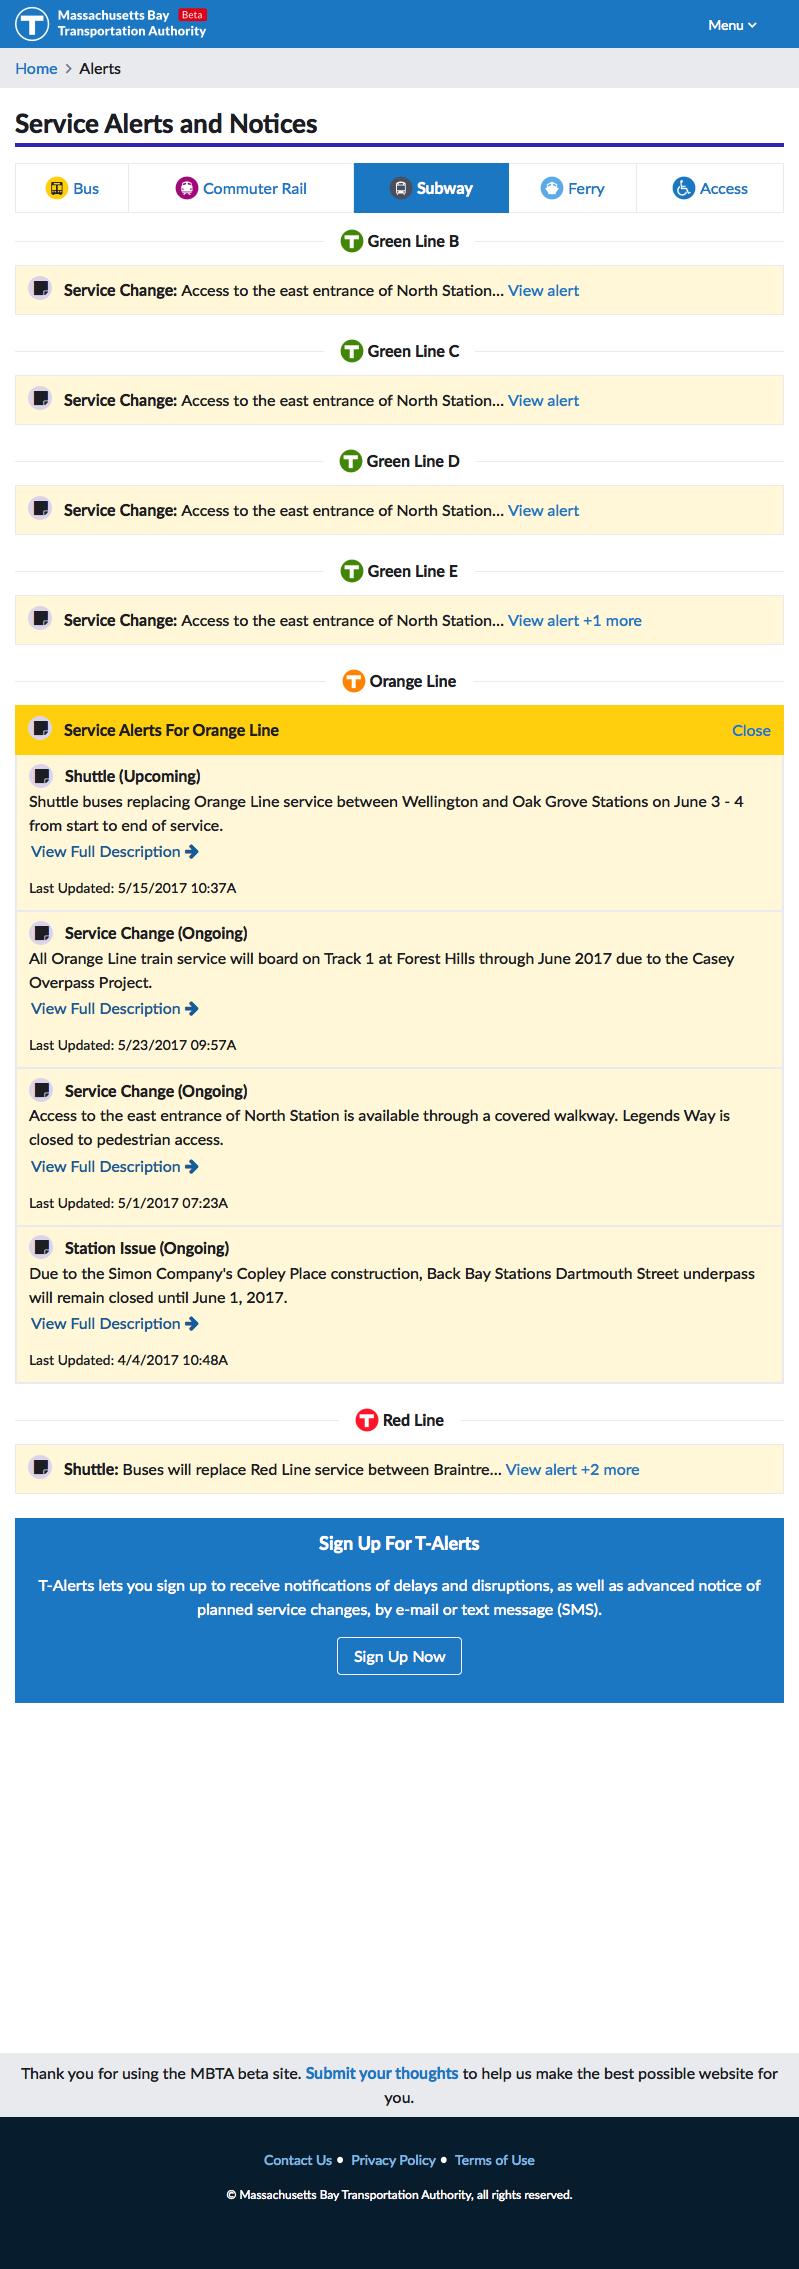 Massachusetts Bay Beta
Transportation Authority
Menu
Home > Alerts
Service Alerts and Notices
Bus
Commuter Rail
Subway
Ferry
Access
T Green Line B
Service Change: Access to the east entrance of North Station... View alert
T Green Line C
Service Change: Access to the east entrance of North Station... View alert
T Green Line D
Service Change: Access to the east entrance of North Station... View alert
T Green Line E
Service Change: Access to the east entrance of North Station... View alert +1 more
T Orange Line
Service Alerts For Orange Line Close
Shuttle (Upcoming)
Shuttle buses replacing Orange Line service between Wellington and Oak Grove Stations on June 3 - 4
from start to end of service.
View Full Description
Last Updated: 5/15/2017 10:37A
Service Change (Ongoing)
All Orange Line train service will board on Track 1 at Forest Hills through June 2017 due to the Casey
Overpass Project.
View Full Description
Last Updated: 5/23/2017 09:57A
Service Change (Ongoing)
Access to the east entrance of North Station is available through a covered walkway. Legends Way is
closed to pedestrian access.
View Full Description
Last Updated: 5/1/2017 07:23A
Station Issue (Ongoing)
Due to the Simon Company's Copley Place construction, Back Bay Stations Dartmouth Street underpass
will remain closed until June 1, 2017.
View Full Description
Last Updated: 4/4/2017 10:48A
T Red Line
Shuttle: Buses will replace Red Line service between Braintre... View alert +2 more
Sign Up For T-Alerts
T-Alerts lets you sign up to receive notifications of delays and disruptions, as well as advanced notice of
planned service changes, by e-mail or text message (SMS).
Sign Up Now
Thank you for using the MBTA beta site. Submit your thoughts to help us make the best possible website for
you.
Contact Us • Privacy Policy • Terms of Use
© Massachusetts Bay Transportation Authority, all rights reserved.